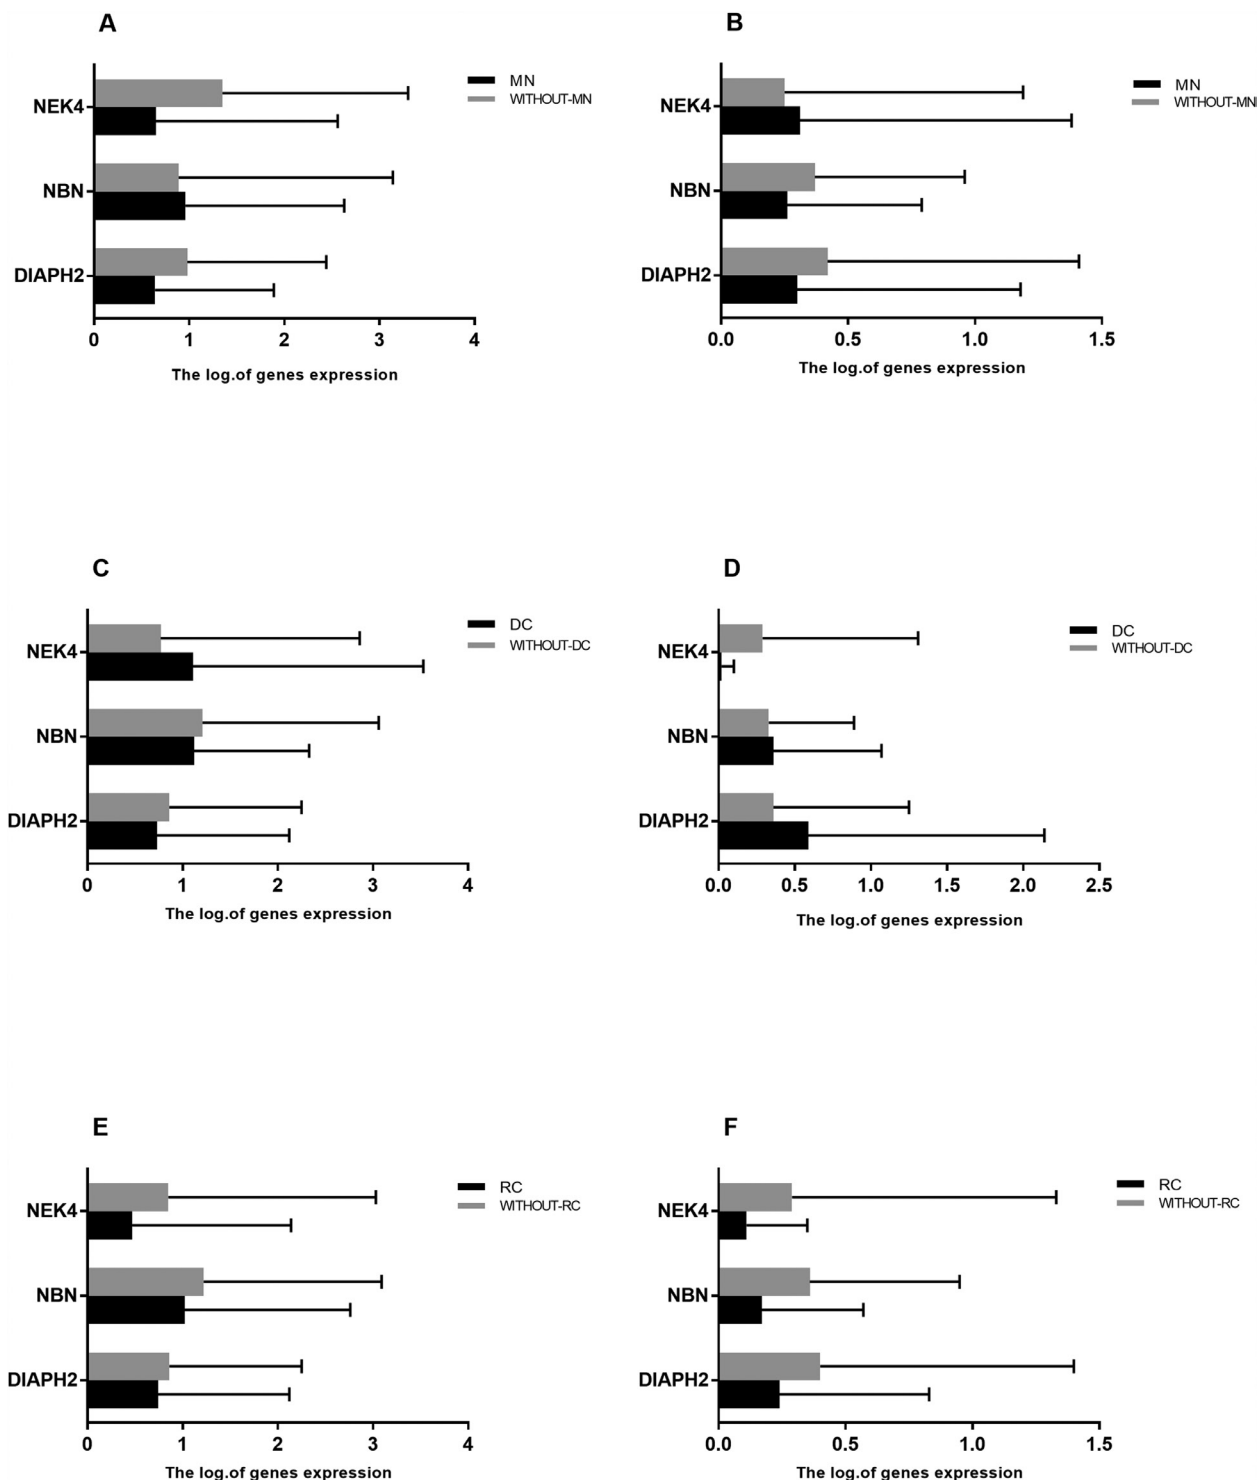 A
MN
WITHOUT-MN
NEK4
NBN
DIAPH2
0 1 2 3 4
The log.of genes expression
B
MN
WITHOUT-MN
NEK4
NBN
DIAPH2
0.0 0.5 1.0 1.5
The log.of genes expression
C
DC
WITHOUT-DC
NEK4
NBN
DIAPH2
0 1 2 3 4
The log.of genes expression
D
DC
WITHOUT-DC
NEK4
NBN
DIAPH2
0.0 0.5 1.0 1.5 2.0 2.5
The log.of genes expression
E
RC
WITHOUT-RC
NEK4
NBN
DIAPH2
0 1 2 3 4
The log.of genes expression
F
RC
WITHOUT-RC
NEK4
NBN
DIAPH2
0.0 0.5 1.0 1.5
The log.of genes expression